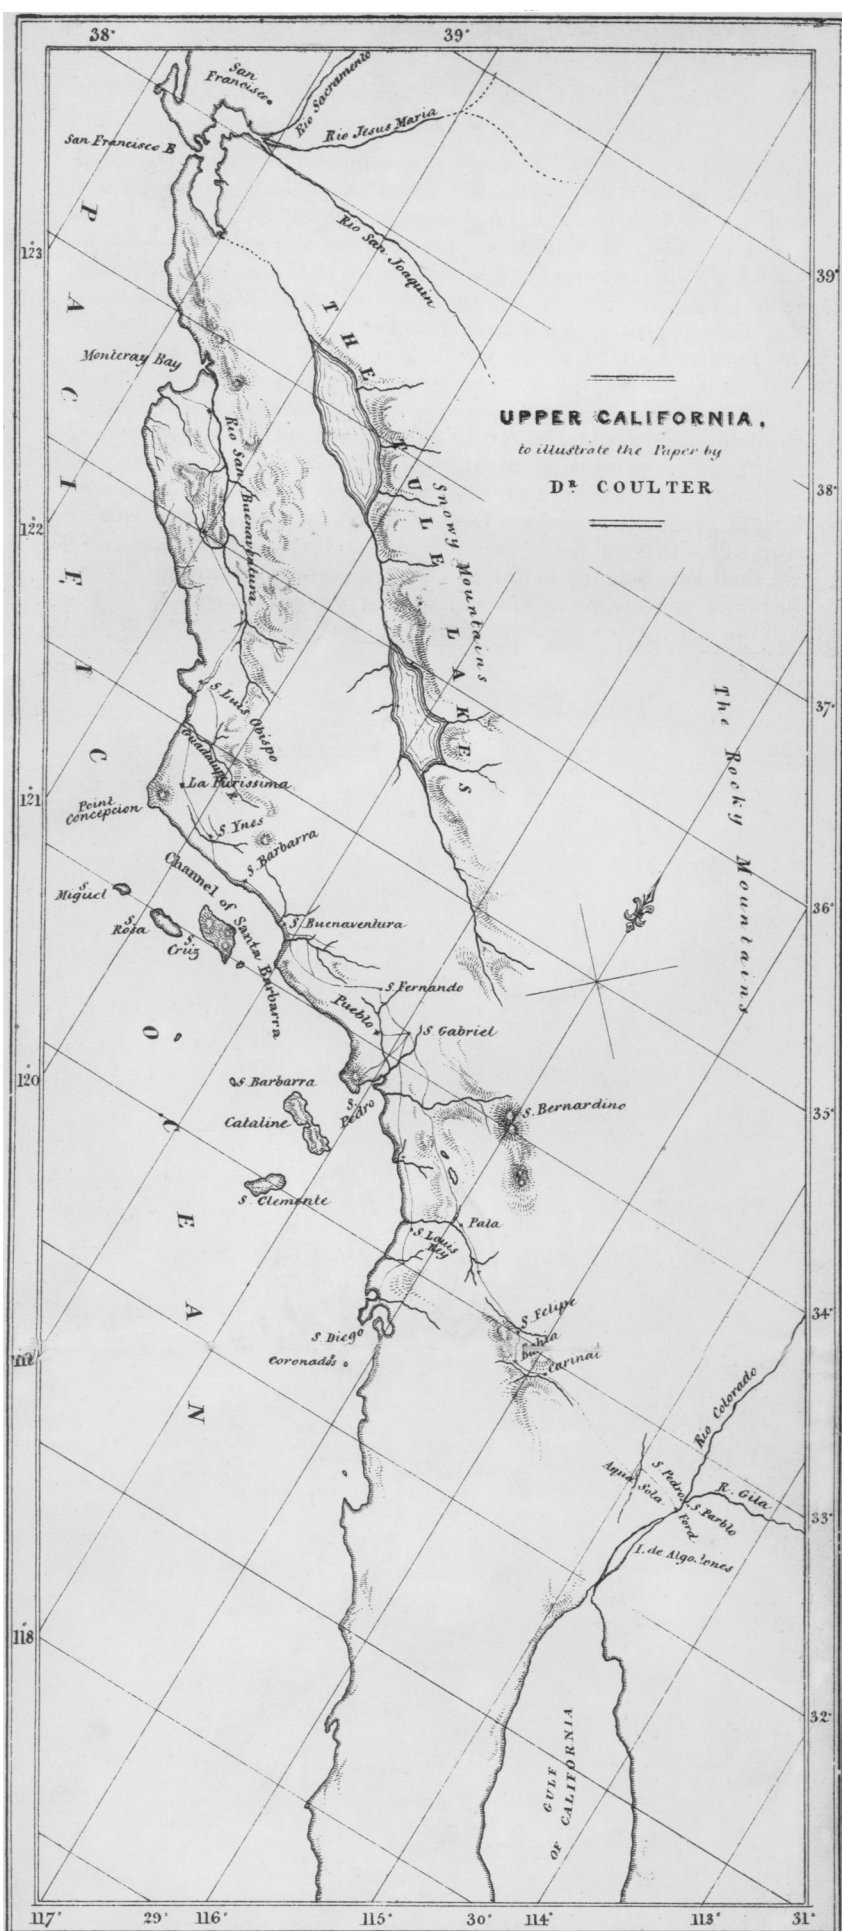 38°
39°
San
Francisco
Rio Sacramento
Rio Jesus Maria
San Francisco B
Rio San Joaquin
123°
39°
THE TULE LAKES
Monteray Bay
Rio San Buenaventura
Snowy Mountains
UPPER CALIFORNIA.
to illustrate the Paper by
DR. COULTER
PACIFIC OCEAN
38°
122°
S. Luis Obispo
Guadalupe R.
37°
The Rocky Mountains
La Purissima
121°
Point
Concepcion
S. Ynes
S. Barbarra
Channel of Santa Barbarra
S.
Miguel
S.
Rosa
S.
Cruz
S. Buenaventura
36°
S. Fernando
Pueblo
S. Gabriel
120°
S. Barbarra
Cataline
S.
Pedro
S. Bernardino
35°
S. Clemente
Pala
S. Louis
Rey
S. Felipe
S. Diego
Coronados
Carinal
34°
Rio Colorado
Aqua Sola
S. Pedro
S. Parblo
R. Gila
Ford
I. de Algodones
33°
118°
32°
GULF
OF CALIFORNIA
117°
29°
116°
115°
30°
114°
113°
31°